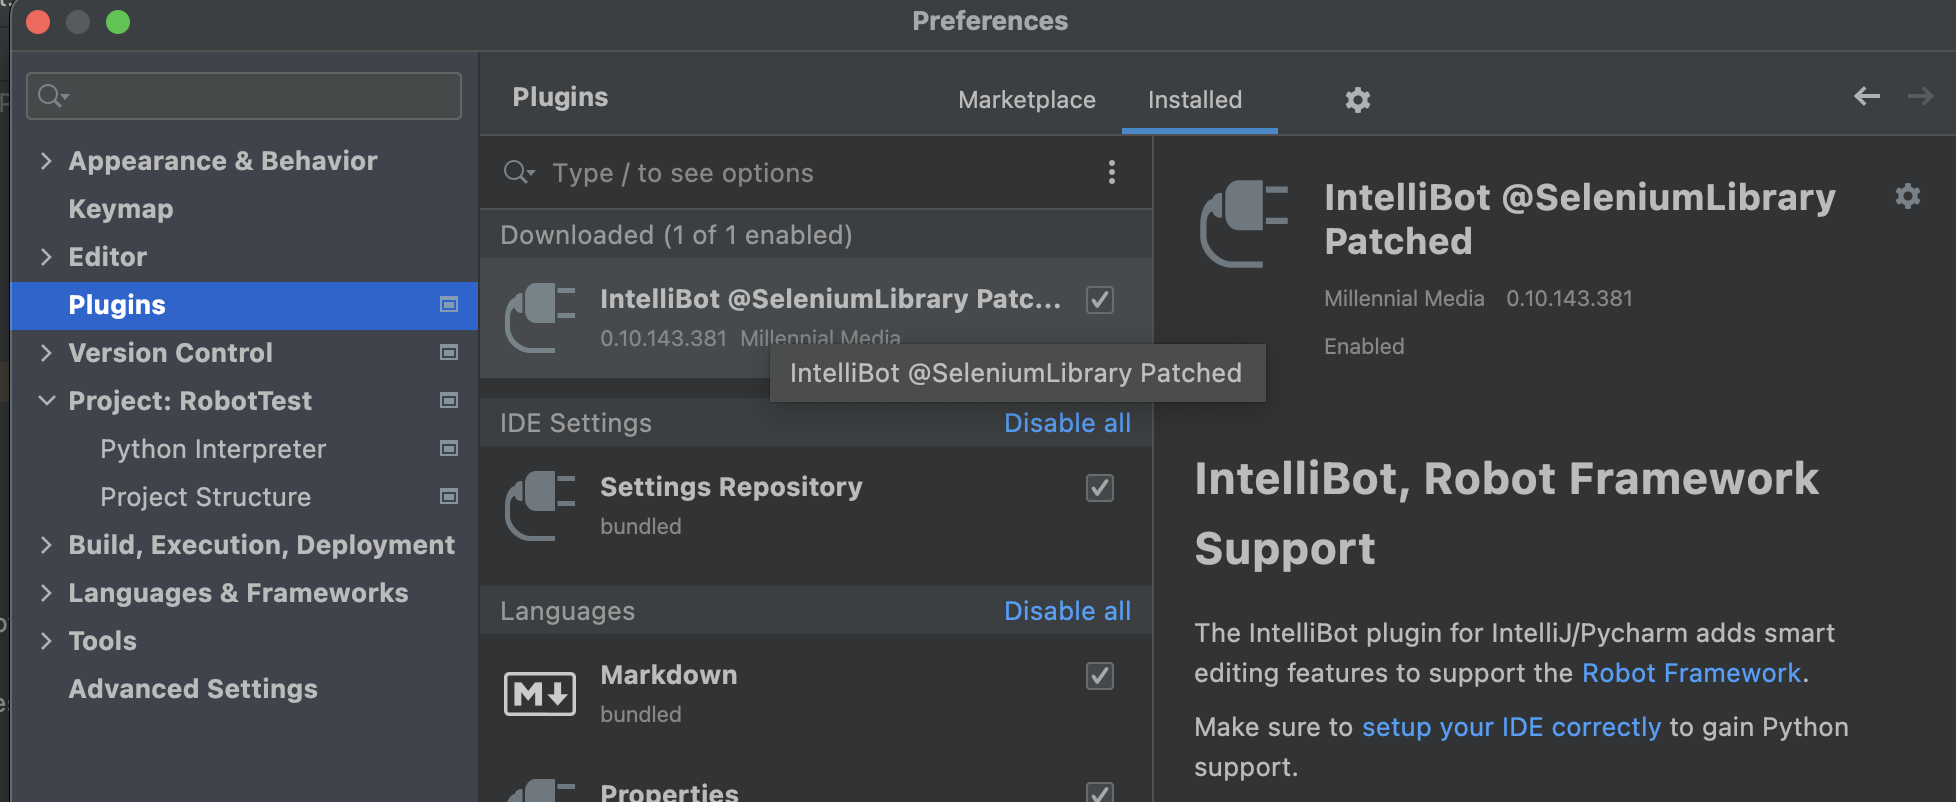 Preferences
Appearance & Behavior
Keymap
Editor
Plugins
Version Control
Project: RobotTest
Python Interpreter
Project Structure
Build, Execution, Deployment
Languages & Frameworks
Tools
Advanced Settings
Plugins
Marketplace
Installed
Type / to see options
Downloaded (1 of 1 enabled)
IntelliBot @SeleniumLibrary Patc...
0.10.143.381 Millennial Media
IntelliBot @SeleniumLibrary Patched
IDE Settings Disable all
Settings Repository
bundled
Languages Disable all
Markdown
bundled
Properties
IntelliBot @SeleniumLibrary
Patched
Millennial Media 0.10.143.381
Enabled
IntelliBot, Robot Framework
Support
The IntelliBot plugin for IntelliJ/Pycharm adds smart
editing features to support the Robot Framework.
Make sure to setup your IDE correctly to gain Python
support.